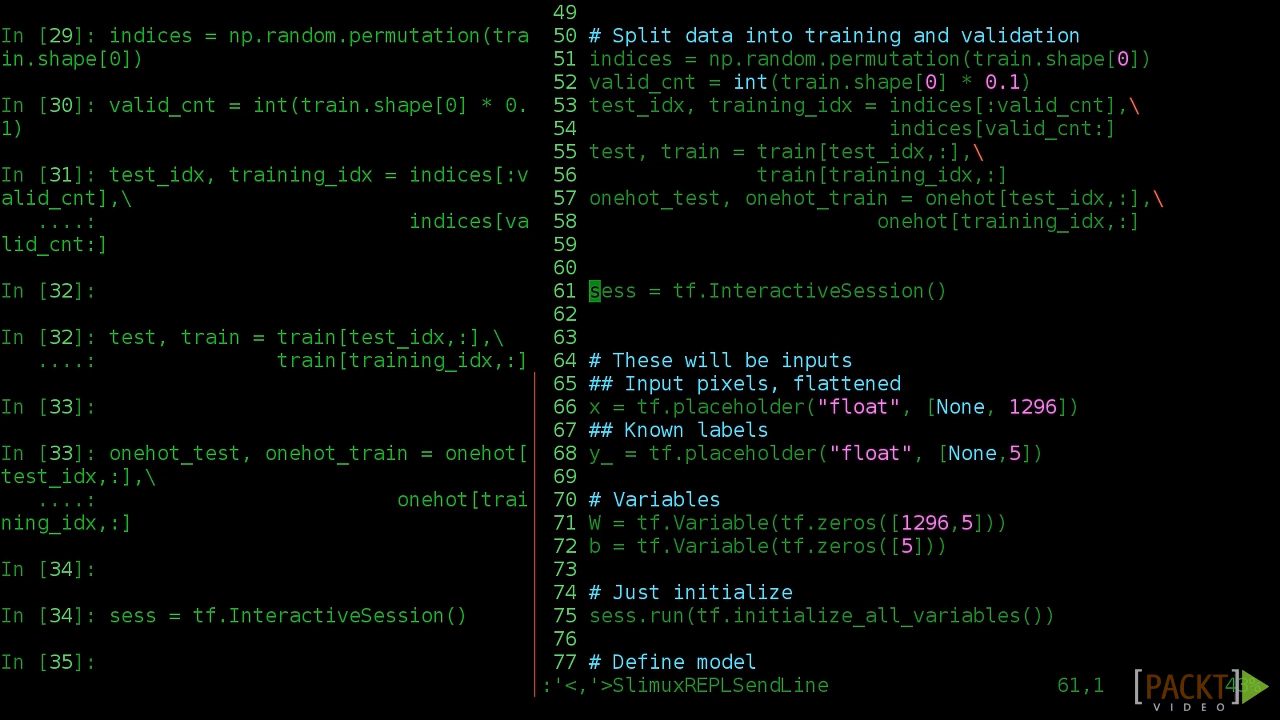 In [29]: indices = np.random.permutation(tra
in.shape[0])
In [30]: valid_cnt = int(train.shape[0] * 0.
1)
In [31]: test_idx, training_idx = indices[:v
alid_cnt],\
   ....:                          indices[va
lid_cnt:]
In [32]:
In [32]: test, train = train[test_idx,:],\
   ....:               train[training_idx,:]
In [33]:
In [33]: onehot_test, onehot_train = onehot[
test_idx,:],\
   ....:                         onehot[trai
ning_idx,:]
In [34]:
In [34]: sess = tf.InteractiveSession()
In [35]:
49
50 # Split data into training and validation
51 indices = np.random.permutation(train.shape[0])
52 valid_cnt = int(train.shape[0] * 0.1)
53 test_idx, training_idx = indices[:valid_cnt],\
54                          indices[valid_cnt:]
55 test, train = train[test_idx,:],\
56               train[training_idx,:]
57 onehot_test, onehot_train = onehot[test_idx,:],\
58                         onehot[training_idx,:]
59
60
61 sess = tf.InteractiveSession()
62
63
64 # These will be inputs
65 ## Input pixels, flattened
66 x = tf.placeholder("float", [None, 1296])
67 ## Known labels
68 y_ = tf.placeholder("float", [None,5])
69
70 # Variables
71 W = tf.Variable(tf.zeros([1296,5]))
72 b = tf.Variable(tf.zeros([5]))
73
74 # Just initialize
75 sess.run(tf.initialize_all_variables())
76
77 # Define model
:'<,'>SlimuxREPLSendLine 61,1
[PACKT]
VIDEO